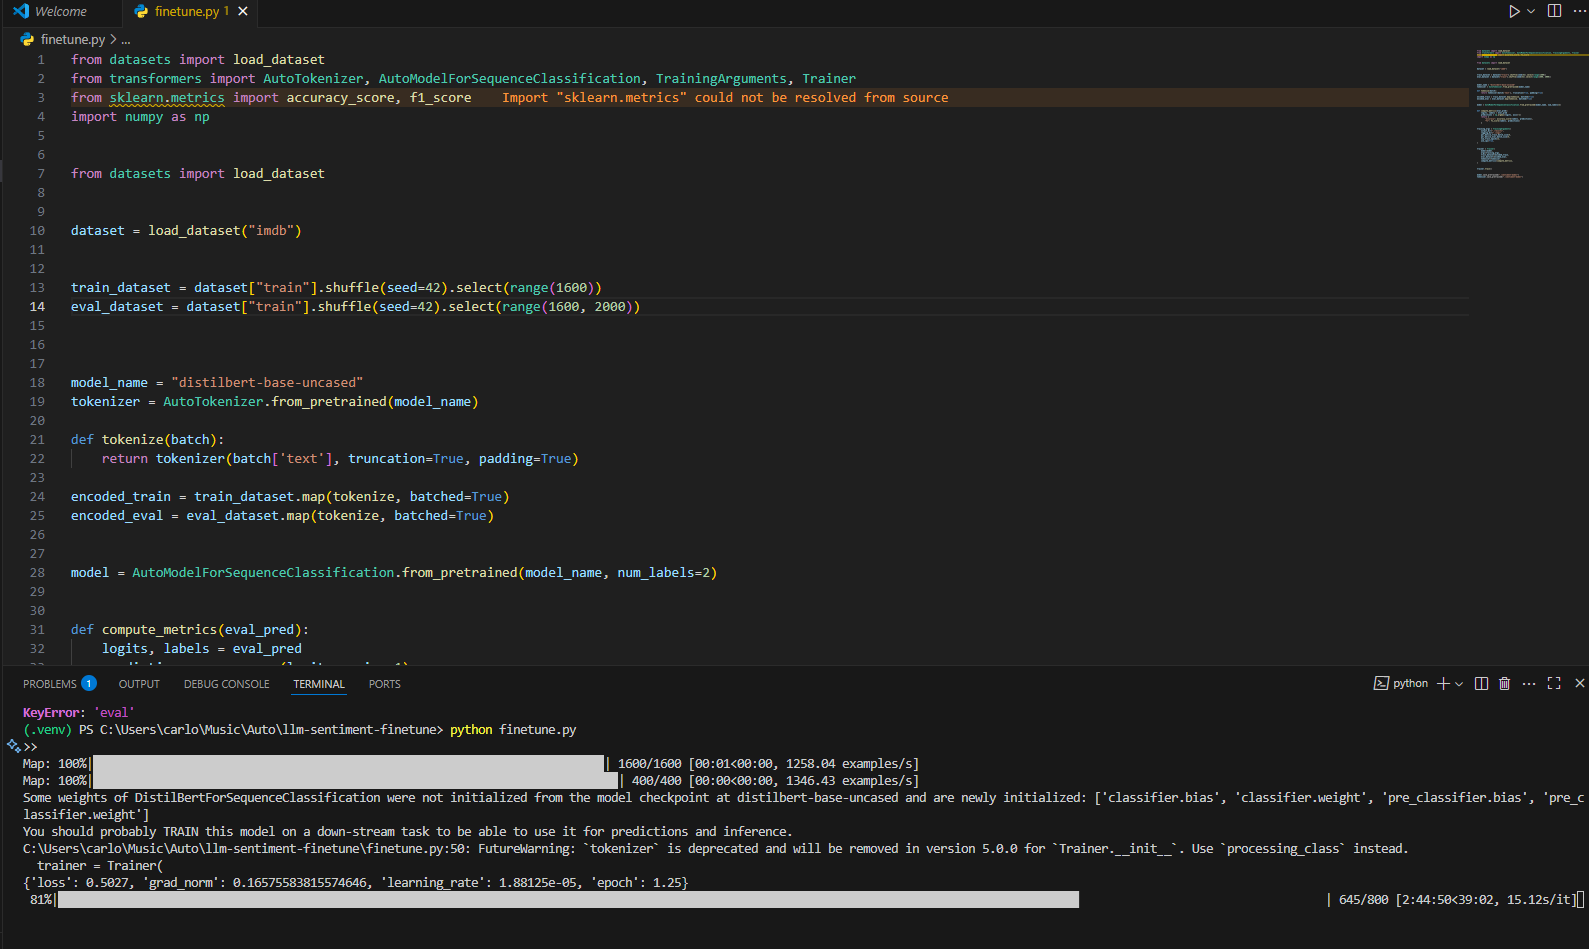 Welcome
finetune.py 1
finetune.py > ...
1 from datasets import load_dataset
2 from transformers import AutoTokenizer, AutoModelForSequenceClassification, TrainingArguments, Trainer
3 from sklearn.metrics import accuracy_score, f1_score Import "sklearn.metrics" could not be resolved from source
4 import numpy as np
5
6
7 from datasets import load_dataset
8
9
10 dataset = load_dataset("imdb")
11
12
13 train_dataset = dataset["train"].shuffle(seed=42).select(range(1600))
14 eval_dataset = dataset["train"].shuffle(seed=42).select(range(1600, 2000))
15
16
17
18 model_name = "distilbert-base-uncased"
19 tokenizer = AutoTokenizer.from_pretrained(model_name)
20
21 def tokenize(batch):
22 return tokenizer(batch['text'], truncation=True, padding=True)
23
24 encoded_train = train_dataset.map(tokenize, batched=True)
25 encoded_eval = eval_dataset.map(tokenize, batched=True)
26
27
28 model = AutoModelForSequenceClassification.from_pretrained(model_name, num_labels=2)
29
30
31 def compute_metrics(eval_pred):
32 logits, labels = eval_pred
PROBLEMS 1 OUTPUT DEBUG CONSOLE TERMINAL PORTS
python
KeyError: 'eval'
(.venv) PS C:\Users\carlo\Music\Auto\llm-sentiment-finetune> python finetune.py
>>
Map: 100%| | 1600/1600 [00:01<00:00, 1258.04 examples/s]
Map: 100%| | 400/400 [00:00<00:00, 1346.43 examples/s]
Some weights of DistilBertForSequenceClassification were not initialized from the model checkpoint at distilbert-base-uncased and are newly initialized: ['classifier.bias', 'classifier.weight', 'pre_classifier.bias', 'pre_c
lassifier.weight']
You should probably TRAIN this model on a down-stream task to be able to use it for predictions and inference.
C:\Users\carlo\Music\Auto\llm-sentiment-finetune\finetune.py:50: FutureWarning: `tokenizer` is deprecated and will be removed in version 5.0.0 for `Trainer.__init__`. Use `processing_class` instead.
trainer = Trainer(
{'loss': 0.5027, 'grad_norm': 0.16575583815574646, 'learning_rate': 1.88125e-05, 'epoch': 1.25}
81%| | 645/800 [2:44:50<39:02, 15.12s/it]